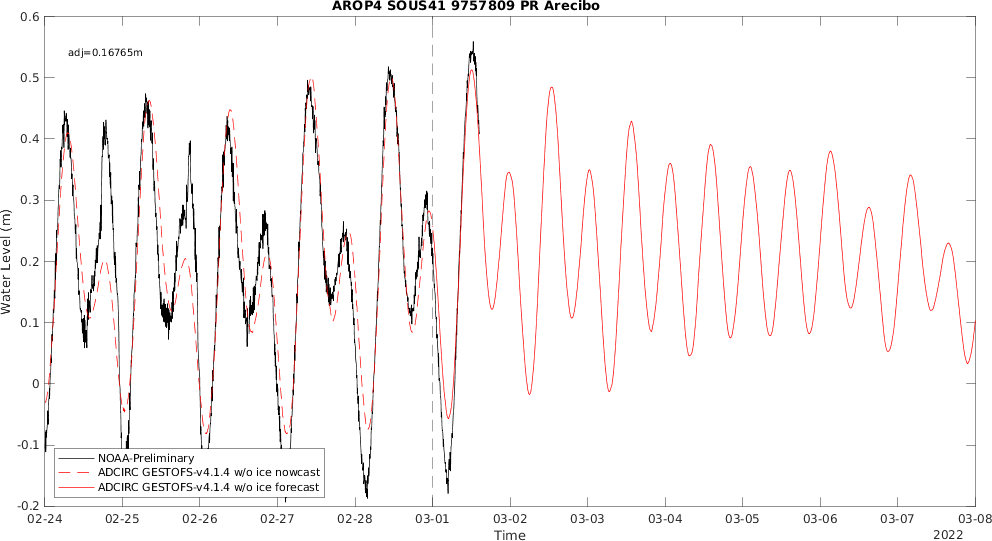 AROP4 SOUS41 9757809 PR Arecibo
adj=0.16765m
Water Level (m)
0.6
0.5
0.4
0.3
0.2
0.1
0
-0.1
-0.2
NOAA-Preliminary
ADCIRC GESTOFS-v4.1.4 w/o ice nowcast
ADCIRC GESTOFS-v4.1.4 w/o ice forecast
02-24 02-25 02-26 02-27 02-28 03-01 03-02 03-03 03-04 03-05 03-06 03-07 03-08
Time
2022